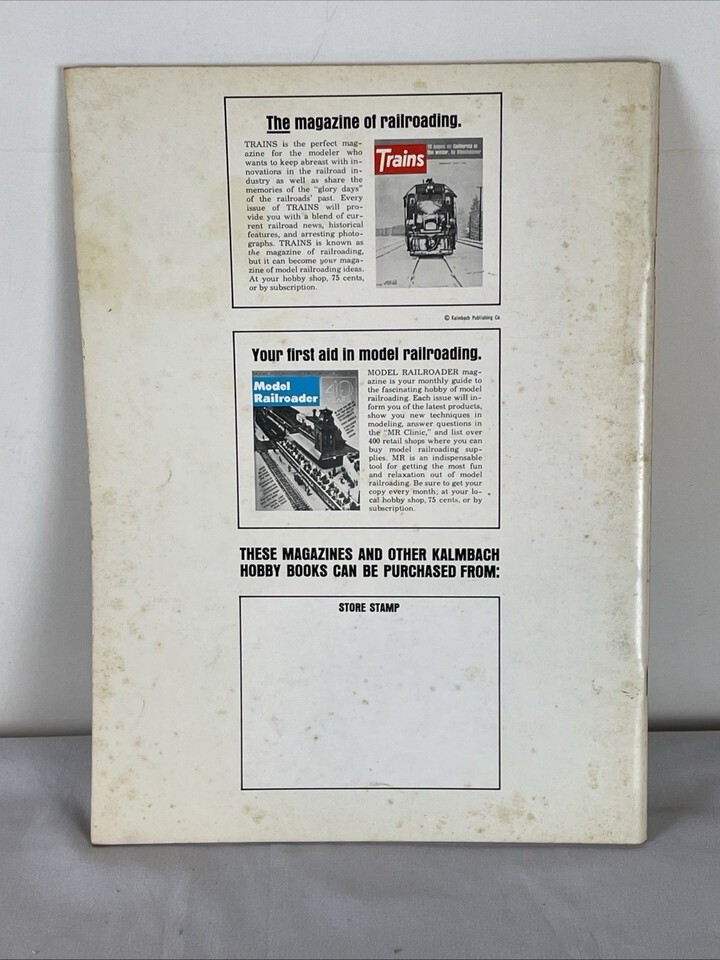 The magazine of railroading.
TRAINS is the perfect mag-
azine for the modeler who
wants to keep abreast with in-
novations in the railroad in-
dustry as well as share the
memories of the "glory days"
of the railroads' past. Every
issue of TRAINS will pro-
vide you with a blend of cur-
rent railroad news, historical
features, and arresting photo-
graphs. TRAINS is known as
the magazine of railroading,
but it can become your maga-
zine of model railroading ideas.
At your hobby shop, 75 cents,
or by subscription.
Trains
© Kalmbach Publishing Co.
Your first aid in model railroading.
Model
Railroader
40
MODEL RAILROADER mag-
azine is your monthly guide to
the fascinating hobby of model
railroading. Each issue will in-
form you of the latest products,
show you new techniques in
modeling, answer questions in
the "MR Clinic," and list over
400 retail shops where you can
buy model railroading sup-
plies. MR is an indispensable
tool for getting the most fun
and relaxation out of model
railroading. Be sure to get your
copy every month; at your lo-
cal hobby shop, 75 cents, or by
subscription.
THESE MAGAZINES AND OTHER KALMBACH
HOBBY BOOKS CAN BE PURCHASED FROM:
STORE STAMP